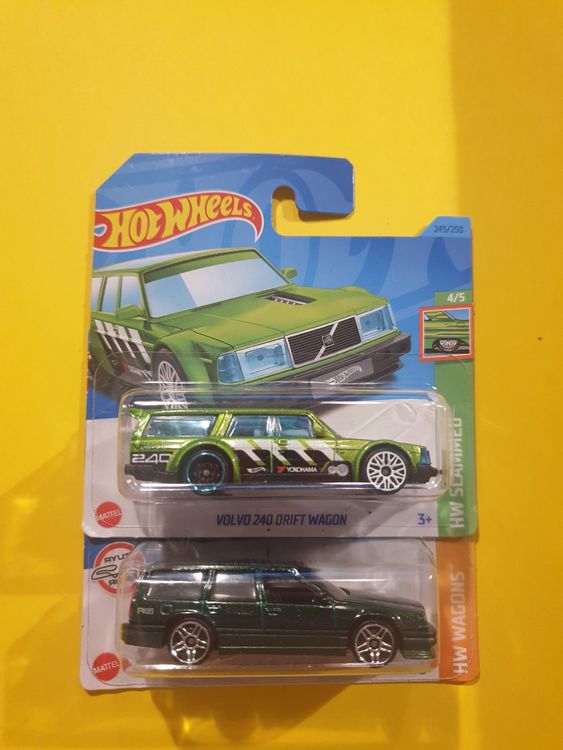 HOT WHEELS
245/250
4/5
HW SLAMMED
240
YOKOHAMA
MATTEL
VOLVO 240 DRIFT WAGON
3+
MATTEL
HW WAGONS